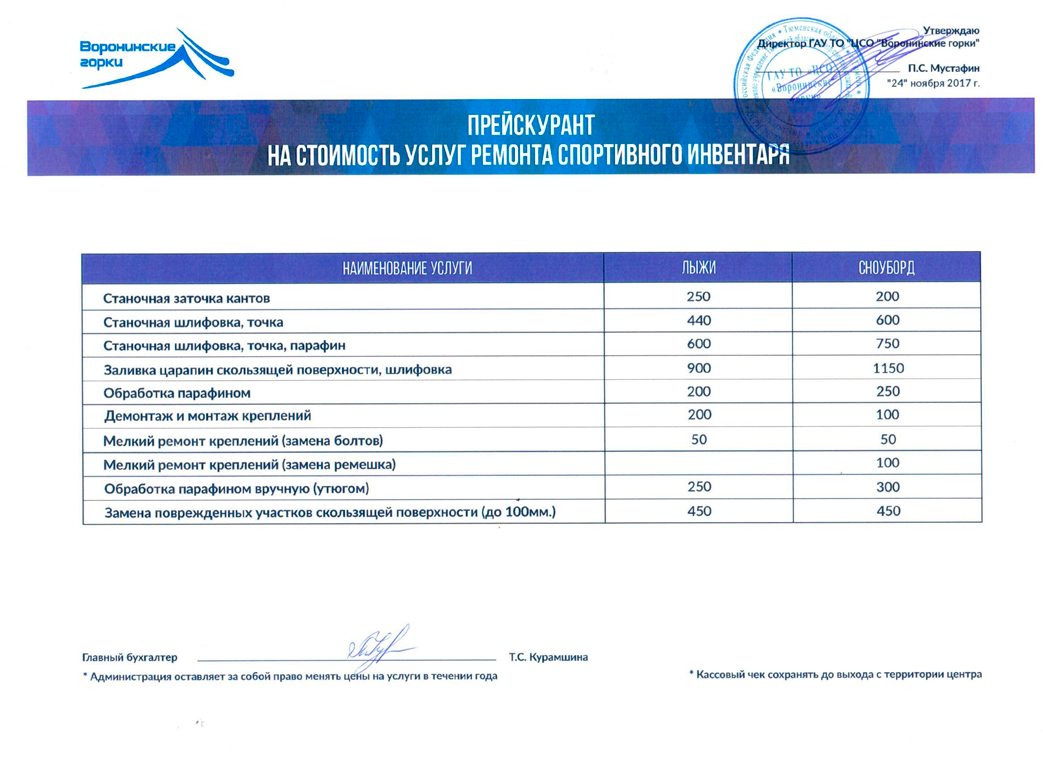 Воронинские
горки
Утверждаю
Директор ГАУ ТО "ЦСО "Воронинские горки"
П.С. Мустафин
"24" ноября 2017 г.
ГАУ ТО «ЦСО
«Воронинские
ПРЕЙСКУРАНТ
НА СТОИМОСТЬ УСЛУГ РЕМОНТА СПОРТИВНОГО ИНВЕНТАРЯ
НАИМЕНОВАНИЕ УСЛУГИ ЛЫЖИ СНОУБОРД
Станочная заточка кантов 250 200
Станочная шлифовка, точка 440 600
Станочная шлифовка, точка, парафин 600 750
Заливка царапин скользящей поверхности, шлифовка 900 1150
Обработка парафином 200 250
Демонтаж и монтаж креплений 200 100
Мелкий ремонт креплений (замена болтов) 50 50
Мелкий ремонт креплений (замена ремешка) 100
Обработка парафином вручную (утюгом) 250 300
Замена поврежденных участков скользящей поверхности (до 100мм.) 450 450
Главный бухгалтер Т.С. Курамшина
* Администрация оставляет за собой право менять цены на услуги в течении года
* Кассовый чек сохранять до выхода с территории центра